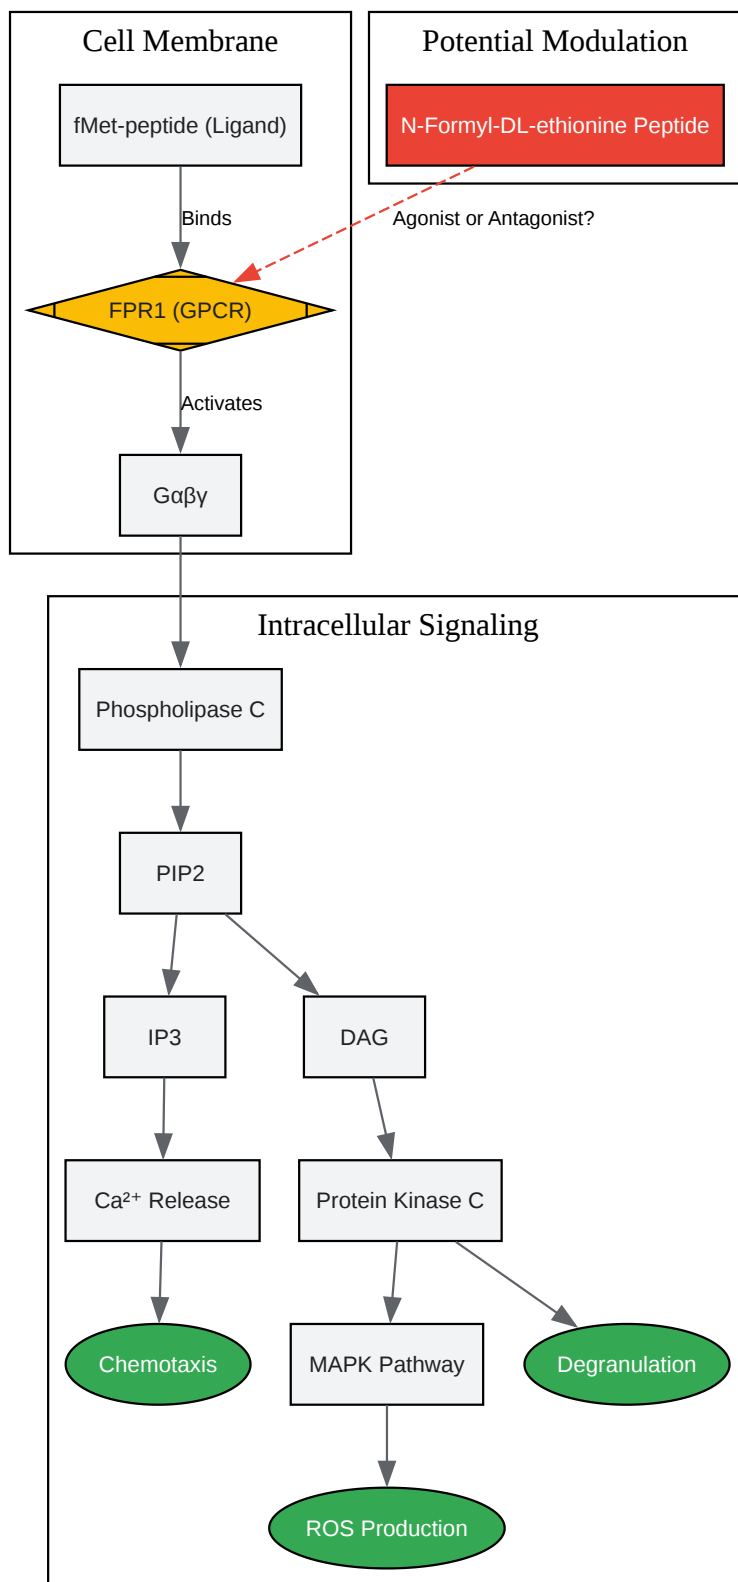 Cell Membrane
Potential Modulation
fMet-peptide (Ligand)
N-Formyl-DL-ethionine Peptide
Binds
Agonist or Antagonist?
FPR1 (GPCR)
Activates
Gαβγ
Intracellular Signaling
Phospholipase C
PIP2
IP3
DAG
Ca²⁺ Release
Protein Kinase C
Chemotaxis
MAPK Pathway
Degranulation
ROS Production